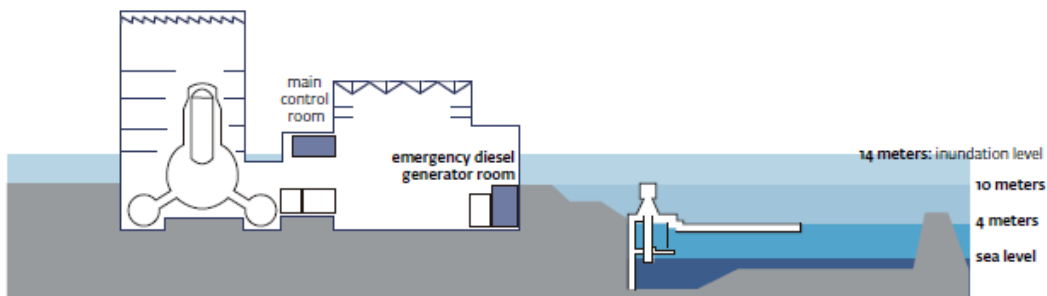 main
control
room
emergency diesel
generator room
14 meters: inundation level
10 meters
4 meters
sea level